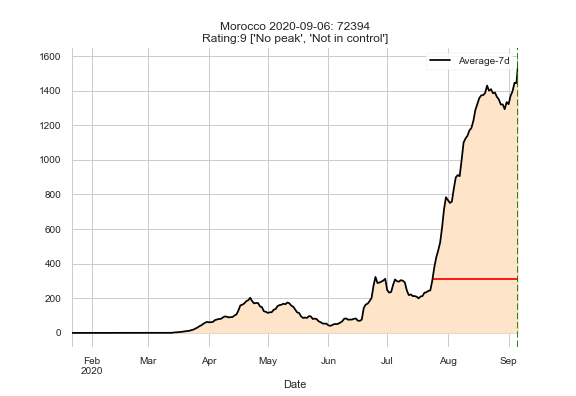 Morocco 2020-09-06: 72394
Rating:9 ['No peak', 'Not in control']
Average-7d
1600
1400
1200
1000
800
600
400
200
0
Feb Mar Apr May Jun Jul Aug Sep
2020
Date